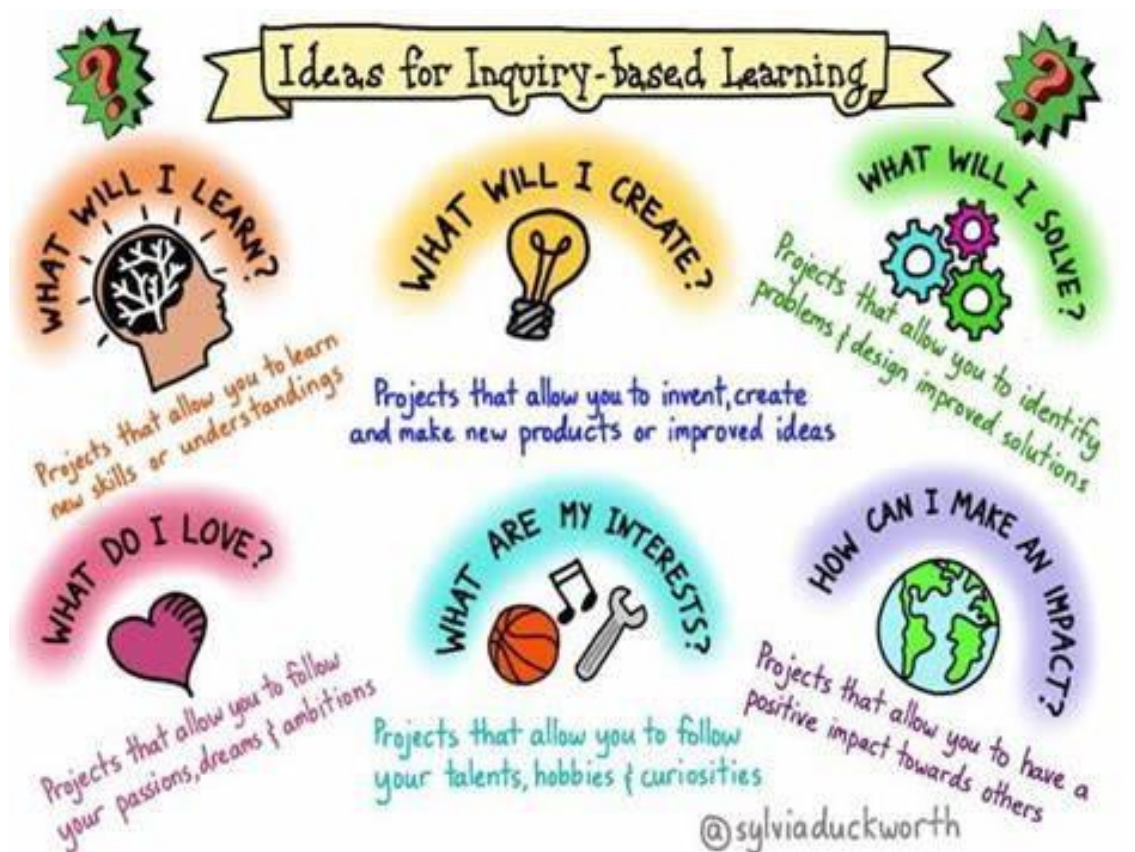 Ideas for Inquiry-based Learning
WHAT WILL I LEARN?
Projects that allow you to learn
new skills or understandings
WHAT WILL I CREATE?
Projects that allow you to invent, create
and make new products or improved ideas
WHAT WILL I SOLVE?
Projects that allow you to identify
problems & design improved solutions
WHAT DO I LOVE?
Projects that allow you to follow
your passions, dreams & ambitions
WHAT ARE MY INTERESTS?
Projects that allow you to follow
your talents, hobbies & curiosities
HOW CAN I MAKE AN IMPACT?
Projects that allow you to have a
positive impact towards others
@sylviaduckworth